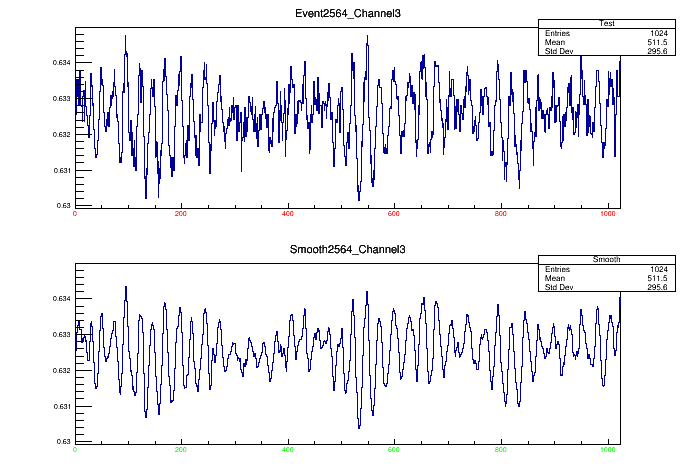 Event2564_Channel3
Test
Entries 1024
Mean 511.5
Std Dev 295.6
0.634
0.633
0.632
0.631
0.63
0 200 400 600 800 1000
Smooth2564_Channel3
Smooth
Entries 1024
Mean 511.5
Std Dev 295.6
0.634
0.633
0.632
0.631
0.63
0 200 400 600 800 1000